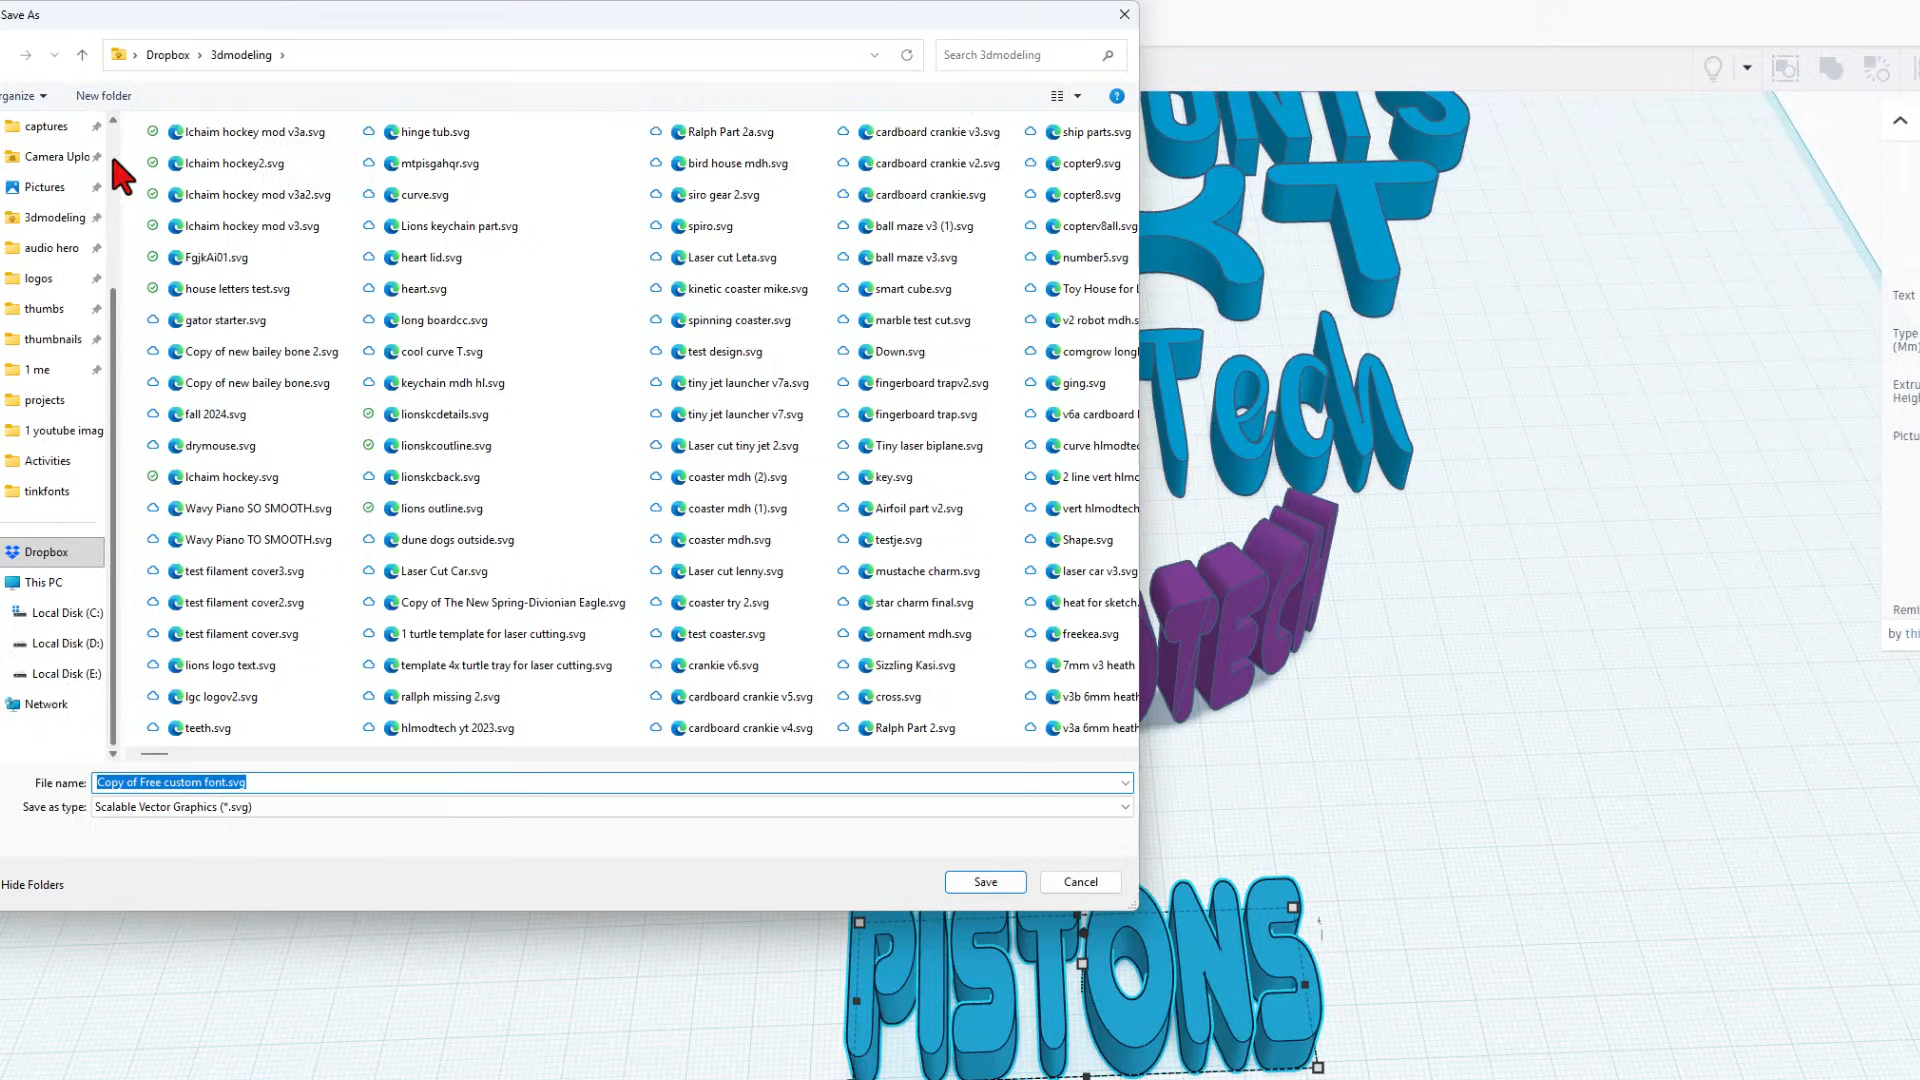 Save As
Dropbox
3dmodeling
Search 3dmodeling
rganize
New folder
captures
Camera Uplo
Pictures
3dmodeling
audio hero
logos
thumbs
thumbnails
1 me
projects
1 youtube imag
Activities
tinkfonts
Dropbox
This PC
Local Disk (C:)
Local Disk (D:)
Local Disk (E:)
Network
lchaim hockey mod v3a.svg
lchaim hockey2.svg
lchaim hockey mod v3a2.svg
lchaim hockey mod v3.svg
FgjkAi01.svg
house letters test.svg
gator starter.svg
Copy of new bailey bone 2.svg
Copy of new bailey bone.svg
fall 2024.svg
drymouse.svg
lchaim hockey.svg
Wavy Piano SO SMOOTH.svg
Wavy Piano TO SMOOTH.svg
test filament cover3.svg
test filament cover2.svg
test filament cover.svg
lions logo text.svg
lgc logov2.svg
teeth.svg
hinge tub.svg
mtpisgahqr.svg
curve.svg
Lions keychain part.svg
heart lid.svg
heart.svg
long boardcc.svg
cool curve T.svg
keychain mdh hl.svg
lionskcdetails.svg
lionskcoutline.svg
lionskcback.svg
lions outline.svg
dune dogs outside.svg
Laser Cut Car.svg
Copy of The New Spring-Divionian Eagle.svg
1 turtle template for laser cutting.svg
template 4x turtle tray for laser cutting.svg
rallph missing 2.svg
hlmodtech yt 2023.svg
Ralph Part 2a.svg
bird house mdh.svg
siro gear 2.svg
spiro.svg
Laser cut Leta.svg
kinetic coaster mike.svg
spinning coaster.svg
test design.svg
tiny jet launcher v7a.svg
tiny jet launcher v7.svg
Laser cut tiny jet 2.svg
coaster mdh (2).svg
coaster mdh (1).svg
coaster mdh.svg
Laser cut lenny.svg
coaster try 2.svg
test coaster.svg
crankie v6.svg
cardboard crankie v5.svg
cardboard crankie v4.svg
cardboard crankie v3.svg
cardboard crankie v2.svg
cardboard crankie.svg
ball maze v3 (1).svg
ball maze v3.svg
smart cube.svg
marble test cut.svg
Down.svg
fingerboard trapv2.svg
fingerboard trap.svg
Tiny laser biplane.svg
key.svg
Airfoil part v2.svg
testje.svg
mustache charm.svg
star charm final.svg
ornament mdh.svg
Sizzling Kasi.svg
cross.svg
Ralph Part 2.svg
ship parts.svg
copter9.svg
copter8.svg
copterv8all.svg
number5.svg
Toy House for L
v2 robot mdh.s
comgrow longl
ging.svg
v6a cardboard l
curve hlmodtec
2 line vert hlmc
vert hlmodtech
Shape.svg
laser car v3.svg
heat for sketch.
freekea.svg
7mm v3 heath
v3b 6mm heath
v3a 6mm heath
File name: Copy of Free custom font.svg
Save as type: Scalable Vector Graphics (*.svg)
Hide Folders
Save
Cancel
ONTS
T
Tech
TECH
PISTONS
Text
Type
(Mm)
Extru
Heigh
Pictu
Remi
by thi